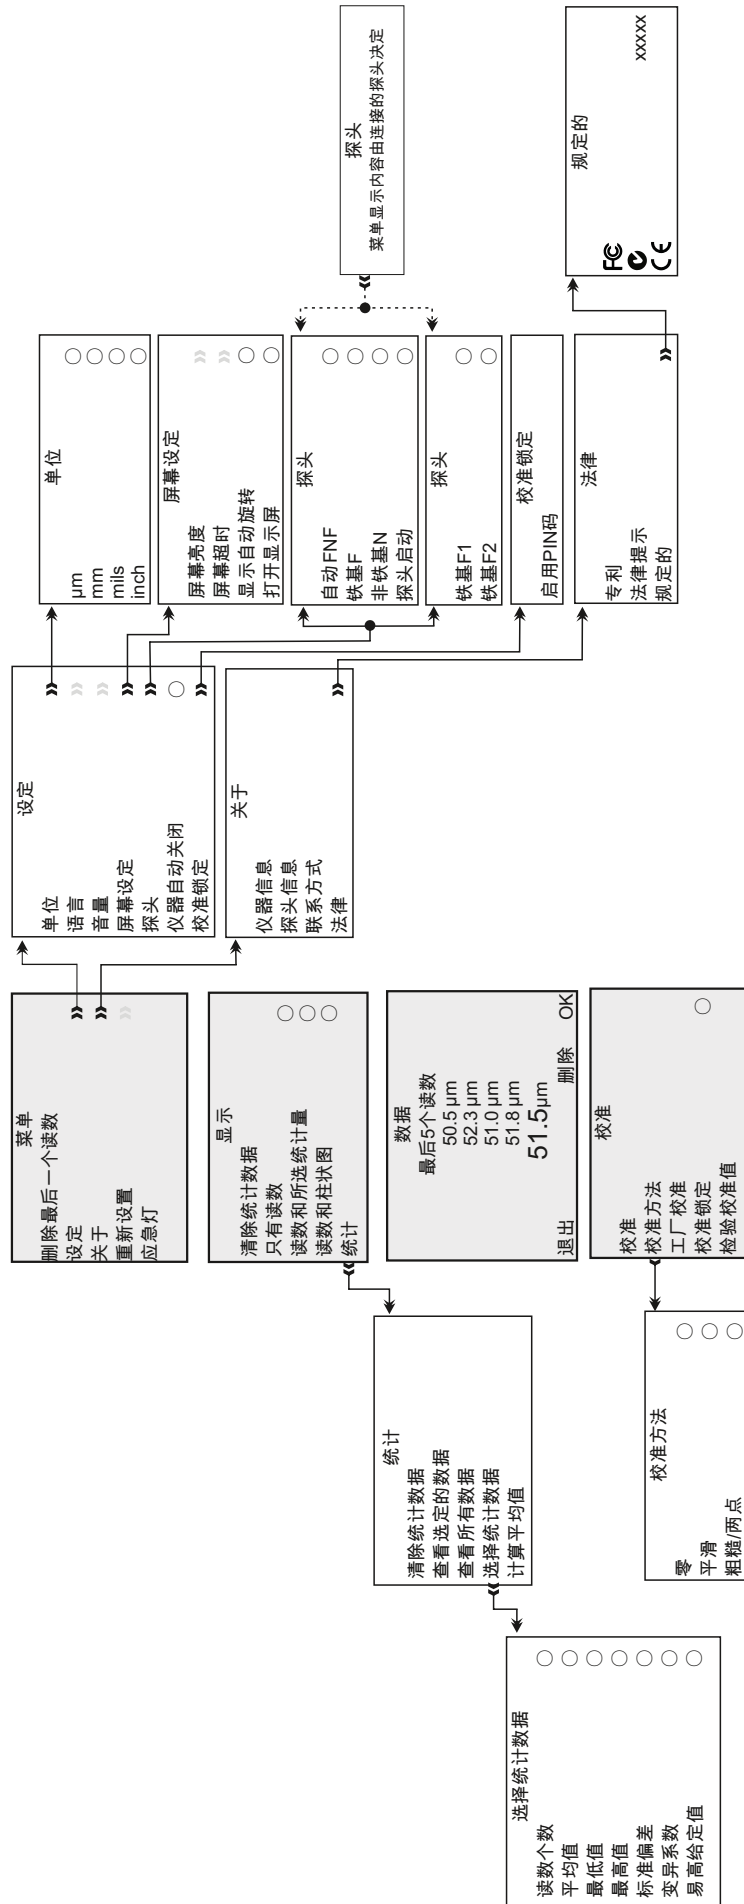 菜单
删除最后一个读数
设定
关于
重新设置
应急灯
设定
单位
语言
音量
屏幕设定
探头
仪器自动关闭
校准锁定
单位
µm
mm
mils
inch
屏幕设定
屏幕亮度
屏幕超时
显示自动旋转
打开显示屏
探头
自动FNF
铁基F
非铁基N
探头启动
探头
铁基F1
铁基F2
探头
菜单显示内容由连接的探头决定
校准锁定
启用PIN码
关于
仪器信息
探头信息
联系方式
法律
法律
专利
法律提示
规定的
规定的
FC
CE
xxxxx
显示
清除统计数据
只有读数
读数和所选统计量
读数和柱状图
统计
统计
清除统计数据
查看选定的数据
查看所有数据
选择统计数据
计算平均值
选择统计数据
读数个数
平均值
最低值
最高值
标准偏差
变异系数
易高给定值
数据
最后5个读数
50.5 µm
52.3 µm
51.0 µm
51.8 µm
51.5µm
退出 删除 OK
校准
校准
校准方法
工厂校准
校准锁定
检验校准值
校准方法
零
平滑
粗糙/两点